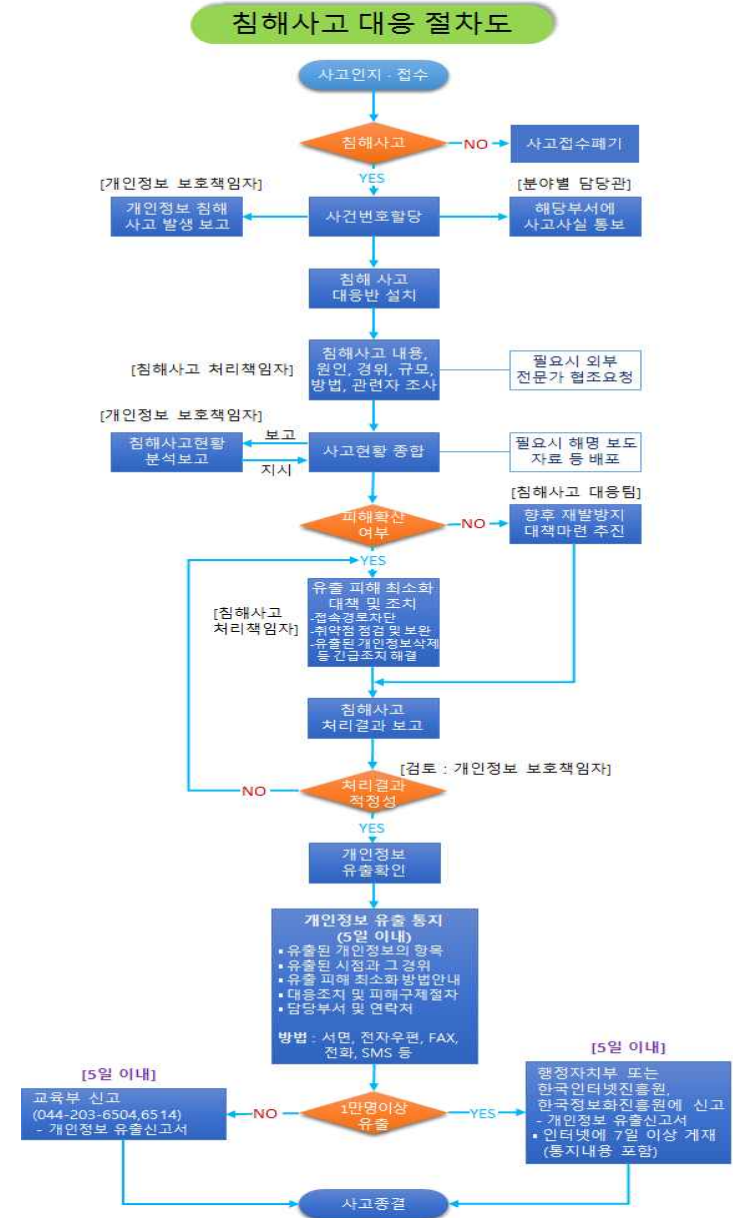 침해사고 대응 절차도
사고인지 - 접수
침해사고
NO
사고접수폐기
YES
[개인정보 보호책임자]
[분야별 담당관]
개인정보 침해
사고 발생 보고
사건번호할당
해당부서에
사고사실 통보
침해 사고
대응반 설치
[침해사고 처리책임자]
침해사고 내용,
원인, 경위, 규모,
방법, 관련자 조사
필요시 외부
전문가 협조요청
[개인정보 보호책임자]
침해사고현황
분석보고
보고
지시
사고현황 종합
필요시 해명 보도
자료 등 배포
[침해사고 대응팀]
피해확산
여부
NO
향후 재발방지
대책마련 추진
YES
[침해사고
처리책임자]
유출 피해 최소화
대책 및 조치
-접속경로차단
-취약점 점검 및 보완
-유출된 개인정보삭제
등 긴급조치 해결
침해사고
처리결과 보고
[검토 : 개인정보 보호책임자]
처리결과
적정성
NO
YES
개인정보
유출확인
개인정보 유출 통지
(5일 이내)
▪ 유출된 개인정보의 항목
▪ 유출된 시점과 그 경위
▪ 유출 피해 최소화 방법안내
▪ 대응조치 및 피해구제절차
▪ 담당부서 및 연락저
방법 : 서면, 전자우편, FAX,
전화, SMS 등
[5일 이내]
교육부 신고
(044-203-6504,6514)
- 개인정보 유출신고서
NO
1만명이상
유출
YES
[5일 이내]
행정자치부 또는
한국인터넷진흥원,
한국정보화진흥원에 신고
- 개인정보 유출신고서
▪ 인터넷에 7일 이상 게재
(통지내용 포함)
사고종결